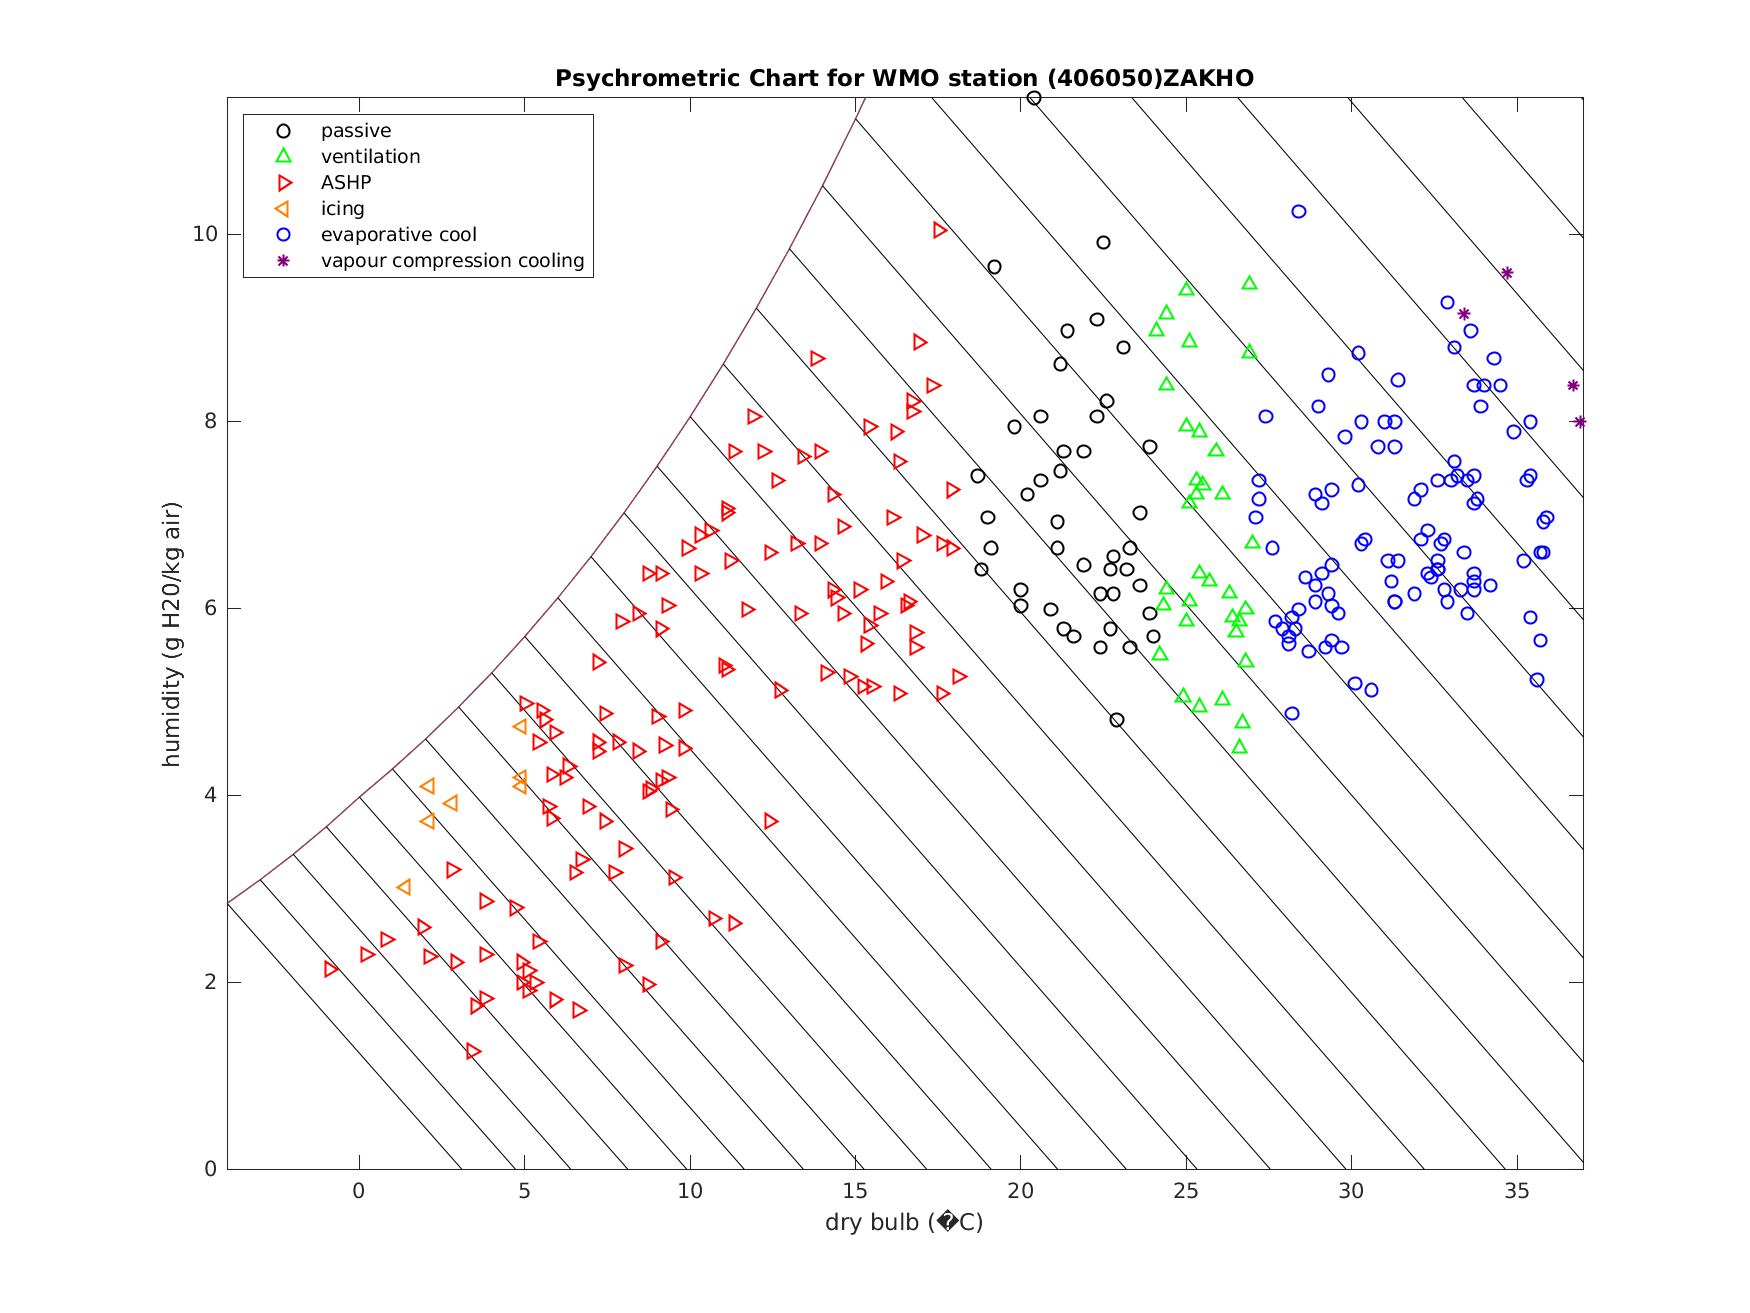 Psychrometric Chart for WMO station (406050)ZAKHO
passive
ventilation
ASHP
icing
evaporative cool
vapour compression cooling
humidity (g H20/kg air)
10
8
6
4
2
0
0 5 10 15 20 25 30 35
dry bulb (�C)